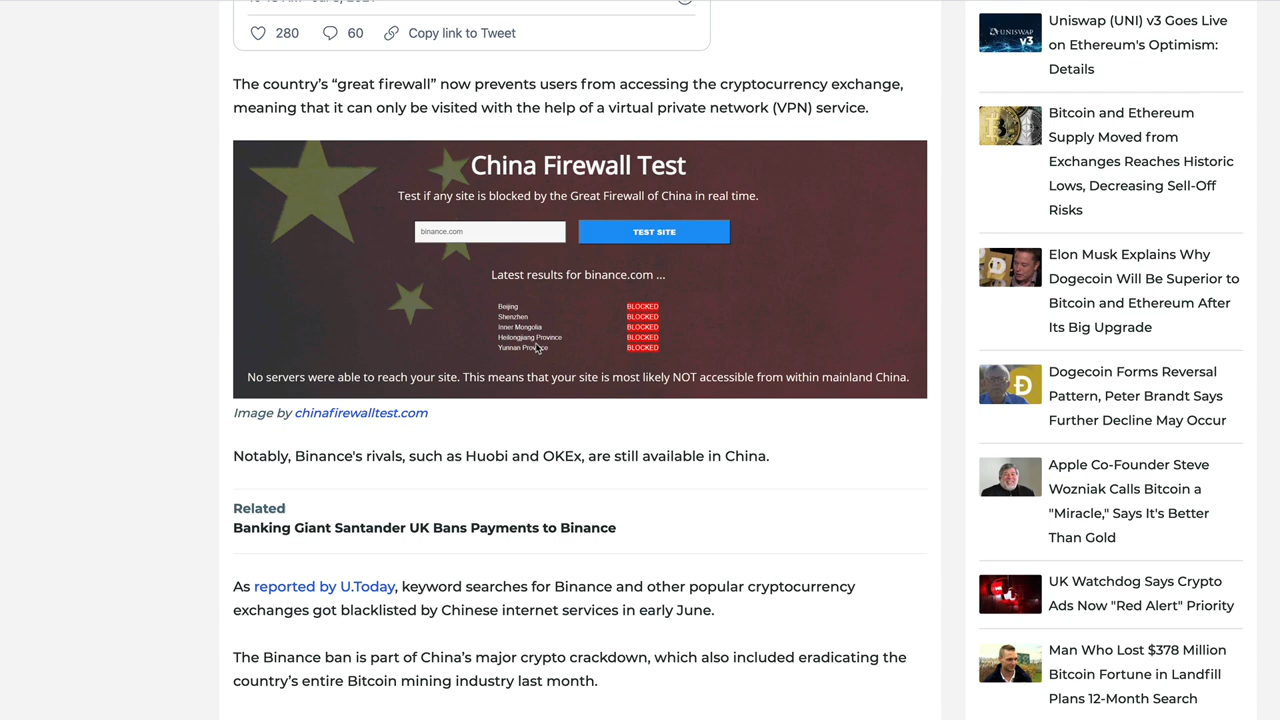 280 60 Copy link to Tweet
The country's “great firewall” now prevents users from accessing the cryptocurrency exchange,
meaning that it can only be visited with the help of a virtual private network (VPN) service.
China Firewall Test
Test if any site is blocked by the Great Firewall of China in real time.
binance.com TEST SITE
Latest results for binance.com ...
Beijing BLOCKED
Shenzhen BLOCKED
Inner Mongolia BLOCKED
Heilongjiang Province BLOCKED
Yunnan Province BLOCKED
No servers were able to reach your site. This means that your site is most likely NOT accessible from within mainland China.
Image by chinafirewalltest.com
Notably, Binance's rivals, such as Huobi and OKEx, are still available in China.
Related
Banking Giant Santander UK Bans Payments to Binance
As reported by U.Today, keyword searches for Binance and other popular cryptocurrency
exchanges got blacklisted by Chinese internet services in early June.
The Binance ban is part of China’s major crypto crackdown, which also included eradicating the
country’s entire Bitcoin mining industry last month.
UNISWAP
v3
Uniswap (UNI) v3 Goes Live
on Ethereum's Optimism:
Details
Bitcoin and Ethereum
Supply Moved from
Exchanges Reaches Historic
Lows, Decreasing Sell-Off
Risks
Elon Musk Explains Why
Dogecoin Will Be Superior to
Bitcoin and Ethereum After
Its Big Upgrade
Dogecoin Forms Reversal
Pattern, Peter Brandt Says
Further Decline May Occur
Apple Co-Founder Steve
Wozniak Calls Bitcoin a
"Miracle," Says It's Better
Than Gold
UK Watchdog Says Crypto
Ads Now "Red Alert" Priority
Man Who Lost $378 Million
Bitcoin Fortune in Landfill
Plans 12-Month Search